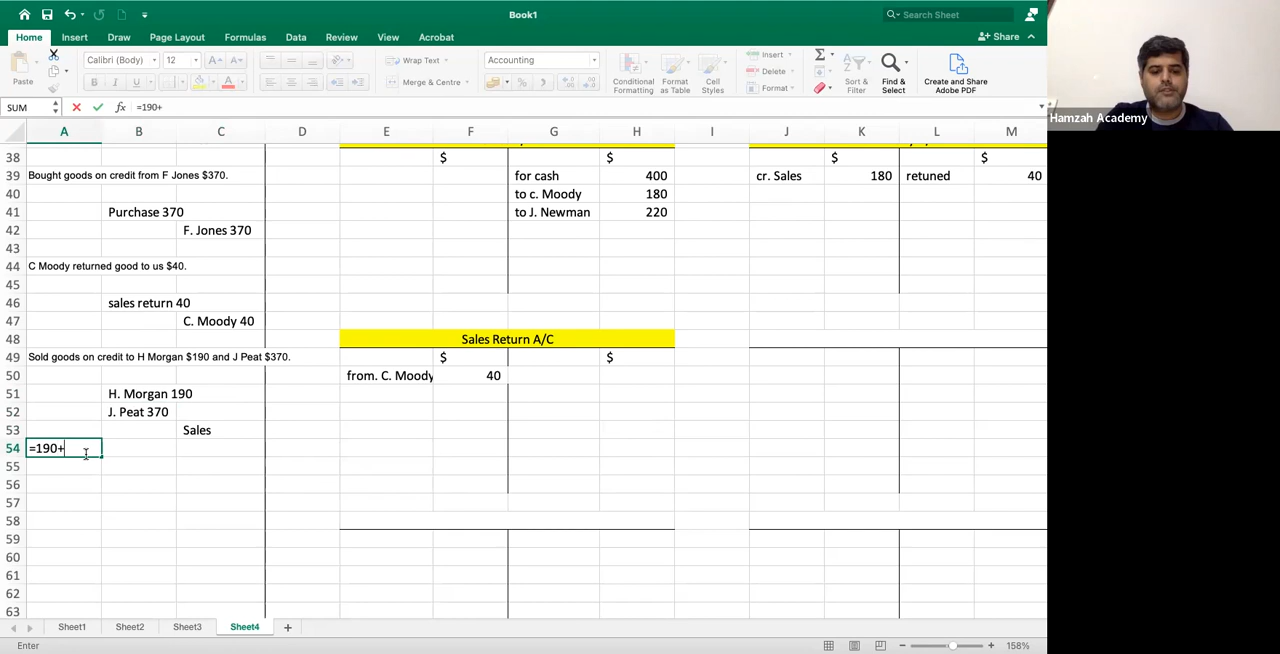 Book1
Search Sheet
Home Insert Draw Page Layout Formulas Data Review View Acrobat
Share
Paste
Calibri (Body) 12
A A
B I U A
Wrap Text
Merge & Centre
Accounting
$ %
Conditional Formatting
Format as Table
Cell Styles
Insert
Delete
Format
Sort & Filter
Find & Select
Create and Share Adobe PDF
SUM fx =190+
Hamzah Academy
A B C D E F G H I J K L M
38 $ $ $ $
39 Bought goods on credit from F Jones $370. for cash 400 cr. Sales 180 retuned 40
40 to c. Moody 180
41 Purchase 370 to J. Newman 220
42 F. Jones 370
43
44 C Moody returned good to us $40.
45
46 sales return 40
47 C. Moody 40
48 Sales Return A/C
49 Sold goods on credit to H Morgan $190 and J Peat $370. $ $
50 from. C. Moody 40
51 H. Morgan 190
52 J. Peat 370
53 Sales
54 =190+
55
56
57
58
59
60
61
62
63
Sheet1 Sheet2 Sheet3 Sheet4
Enter 158%